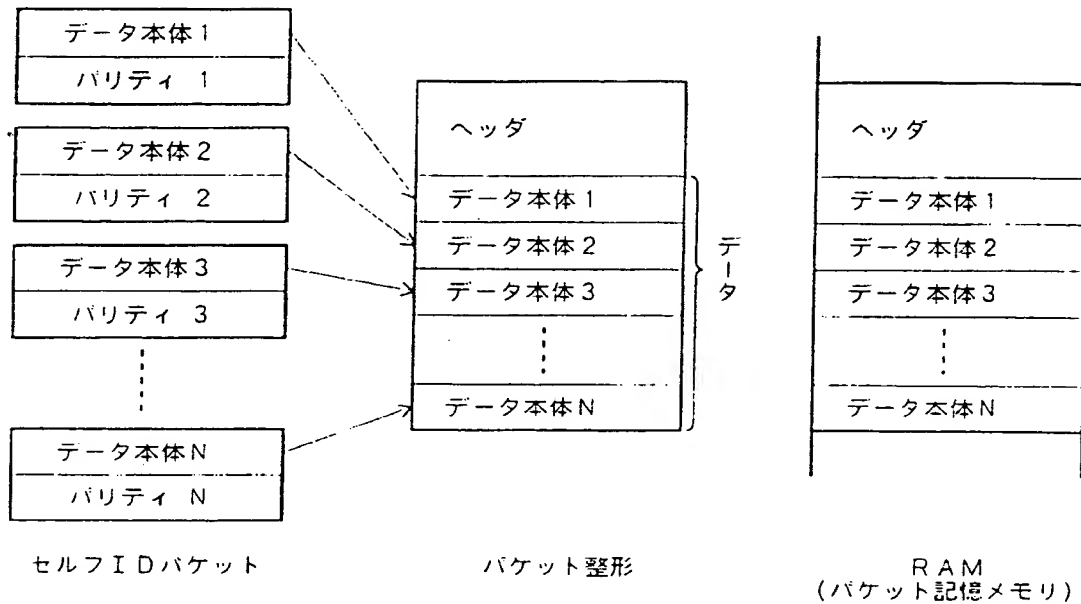 データ本体1
パリティ 1
データ本体2
パリティ 2
データ本体3
パリティ 3
データ本体N
パリティ N
セルフIDパケット
ヘッダ
データ本体1
データ本体2
データ本体3
データ本体N
データ
パケット整形
ヘッダ
データ本体1
データ本体2
データ本体3
データ本体N
RAM
(パケット記憶メモリ)